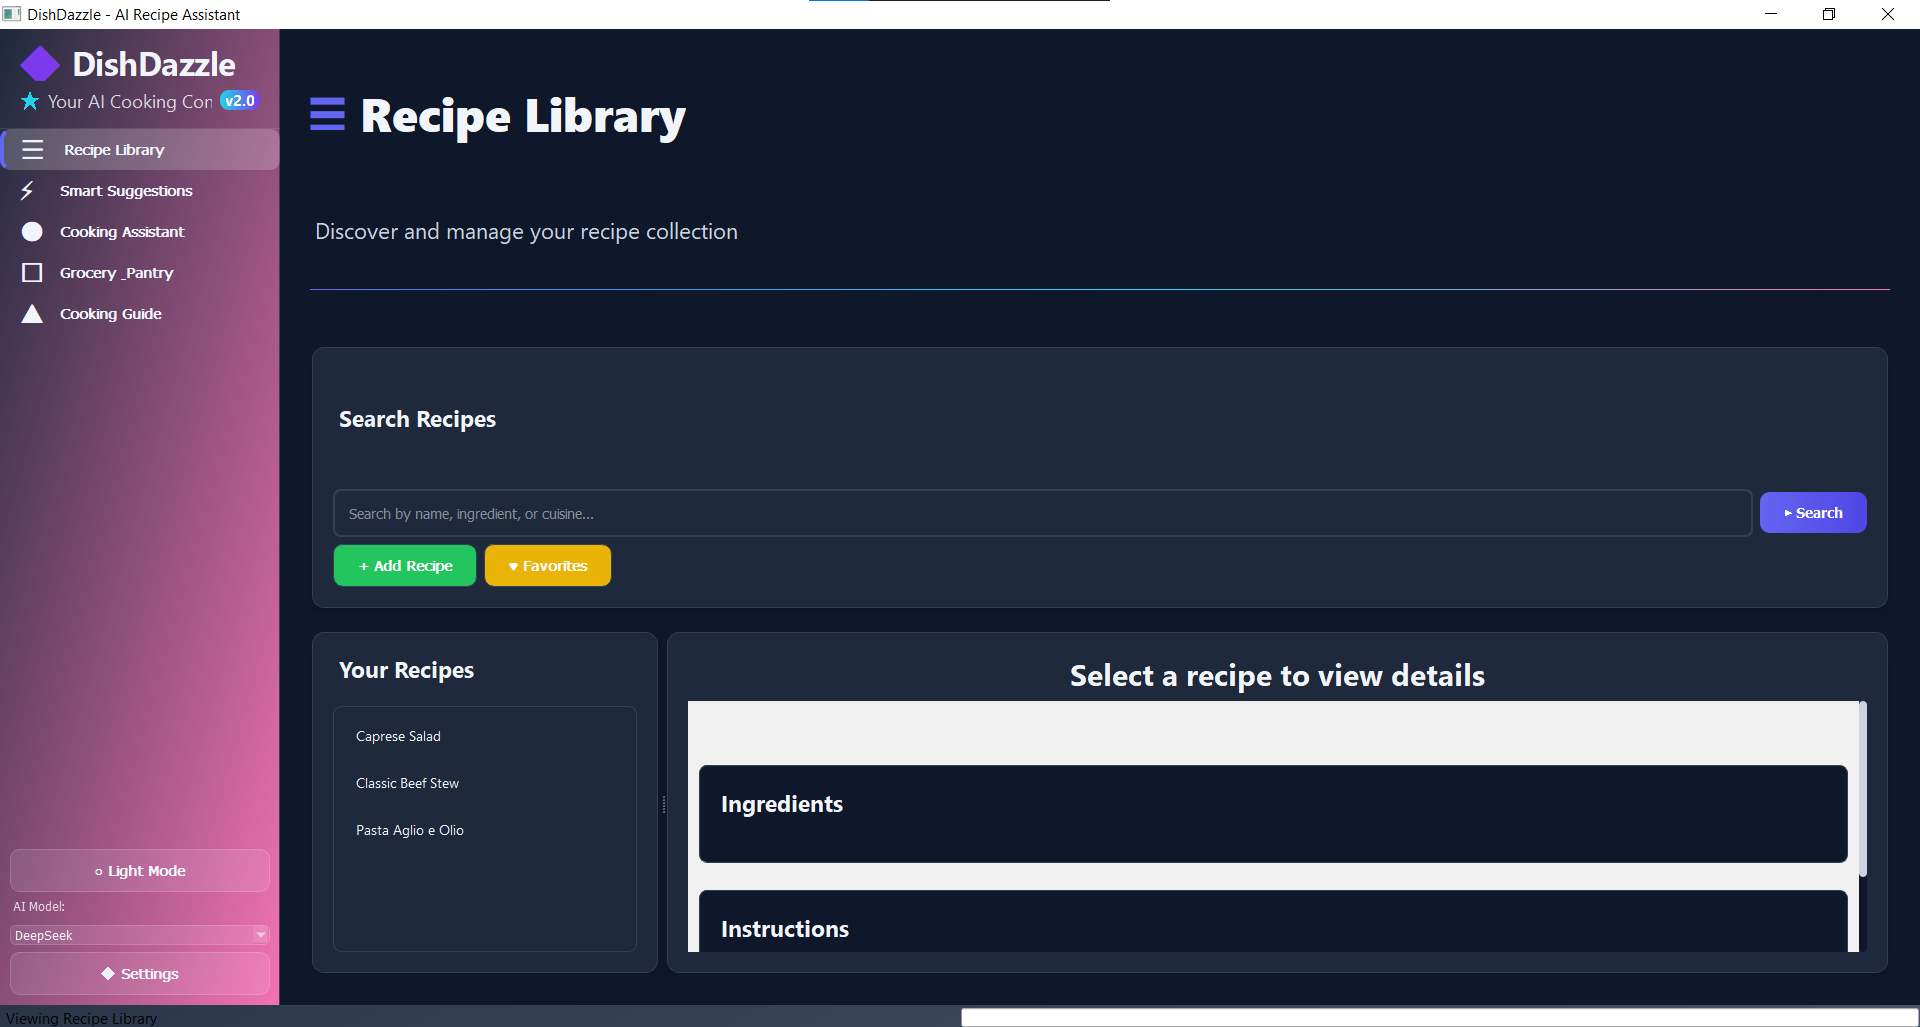 DishDazzle - AI Recipe Assistant
DishDazzle
Your AI Cooking Con v2.0
Recipe Library
Smart Suggestions
Cooking Assistant
Grocery _Pantry
Cooking Guide
Light Mode
AI Model:
DeepSeek
Settings
Recipe Library
Discover and manage your recipe collection
Search Recipes
Search by name, ingredient, or cuisine...
Search
+ Add Recipe
♥ Favorites
Your Recipes
Caprese Salad
Classic Beef Stew
Pasta Aglio e Olio
Select a recipe to view details
Ingredients
Instructions
Viewing Recipe Library